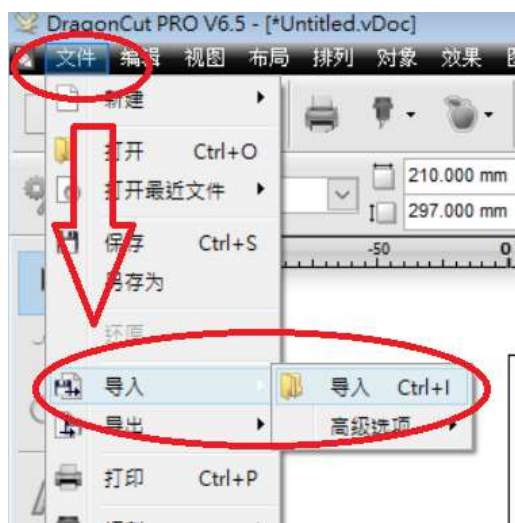 DragonCut PRO V6.5 - [*Untitled.vDoc]
文件 编辑 视图 布局 排列 对象 效果
新建
打开 Ctrl+O
打开最近文件
210.000 mm
297.000 mm
保存 Ctrl+S
另存为
-50 0
还原
导入
导入 Ctrl+I
导出
高级选项
打印 Ctrl+P